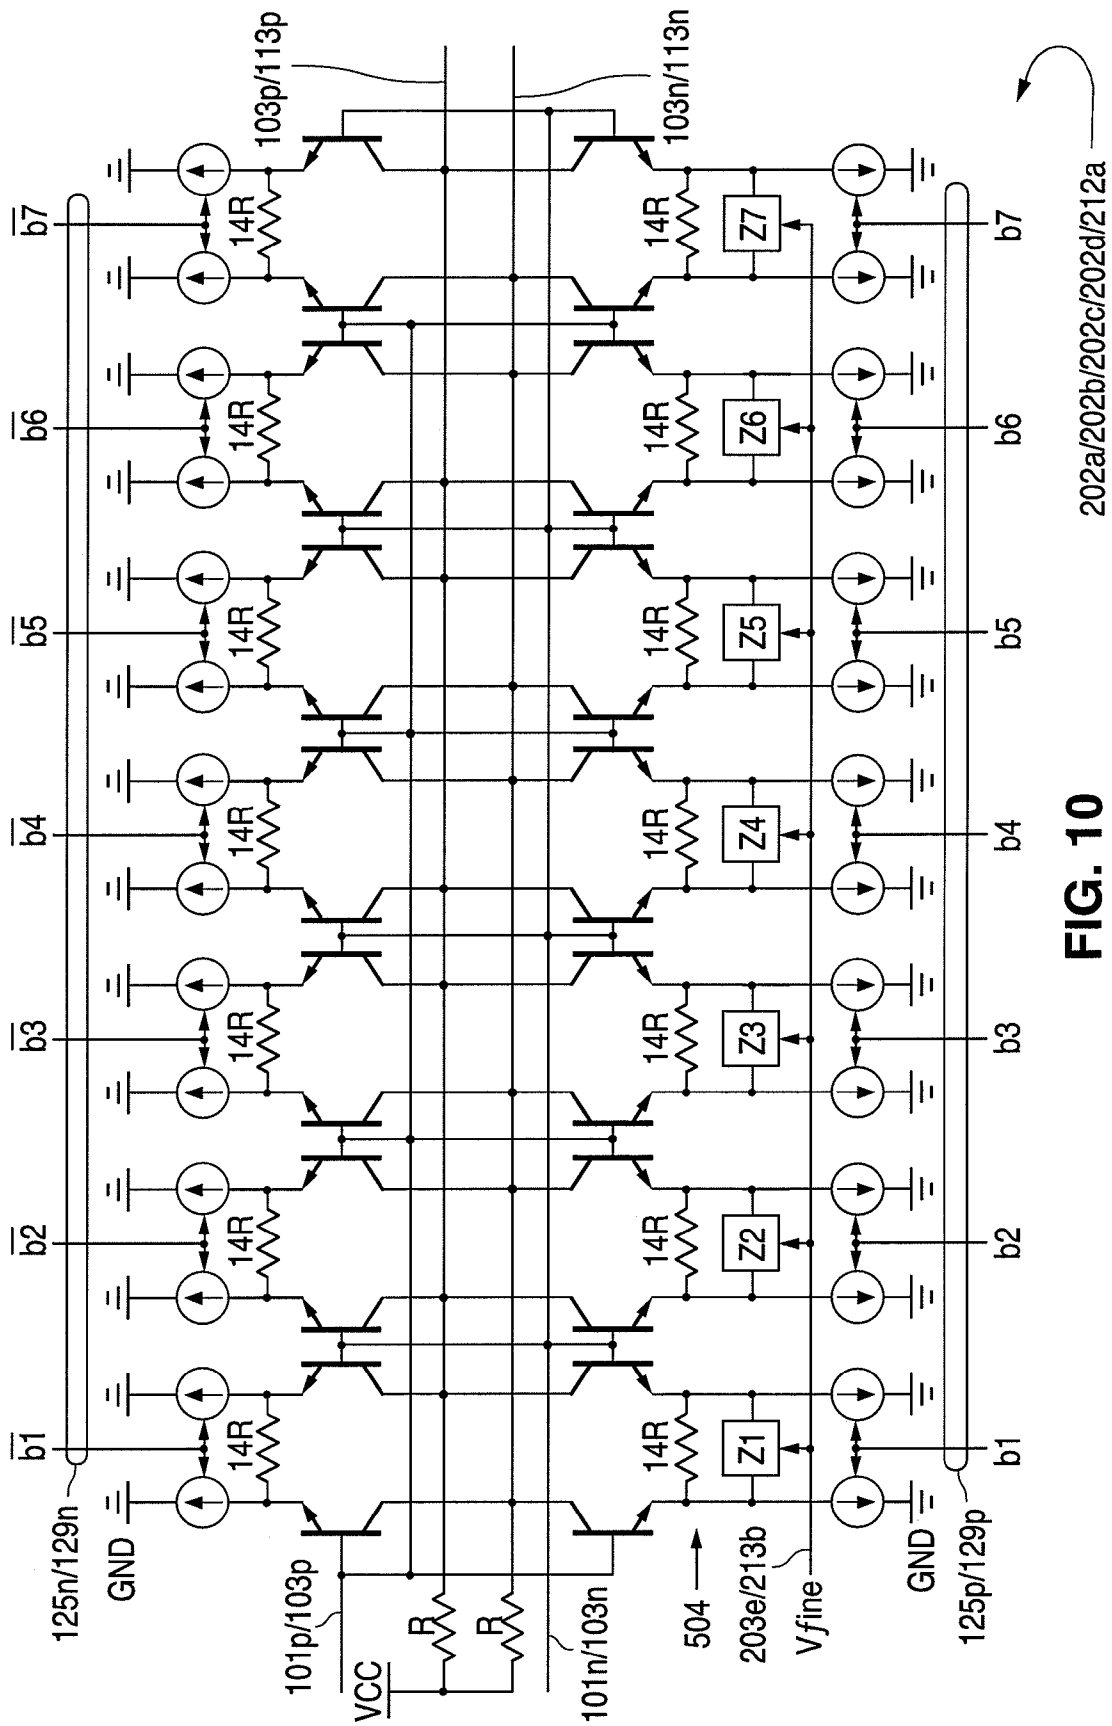 125n/129n
b1
b2
b3
b4
b5
b6
b7
GND
14R
14R
14R
14R
14R
14R
14R
101p/103p
103p/113p
VCC
R
R
101n/103n
103n/113n
504
14R
14R
14R
14R
14R
14R
14R
203e/213b
Z1
Z2
Z3
Z4
Z5
Z6
Z7
Vfine
GND
125p/129p
b1
b2
b3
b4
b5
b6
b7
202a/202b/202c/202d/212a
FIG. 10